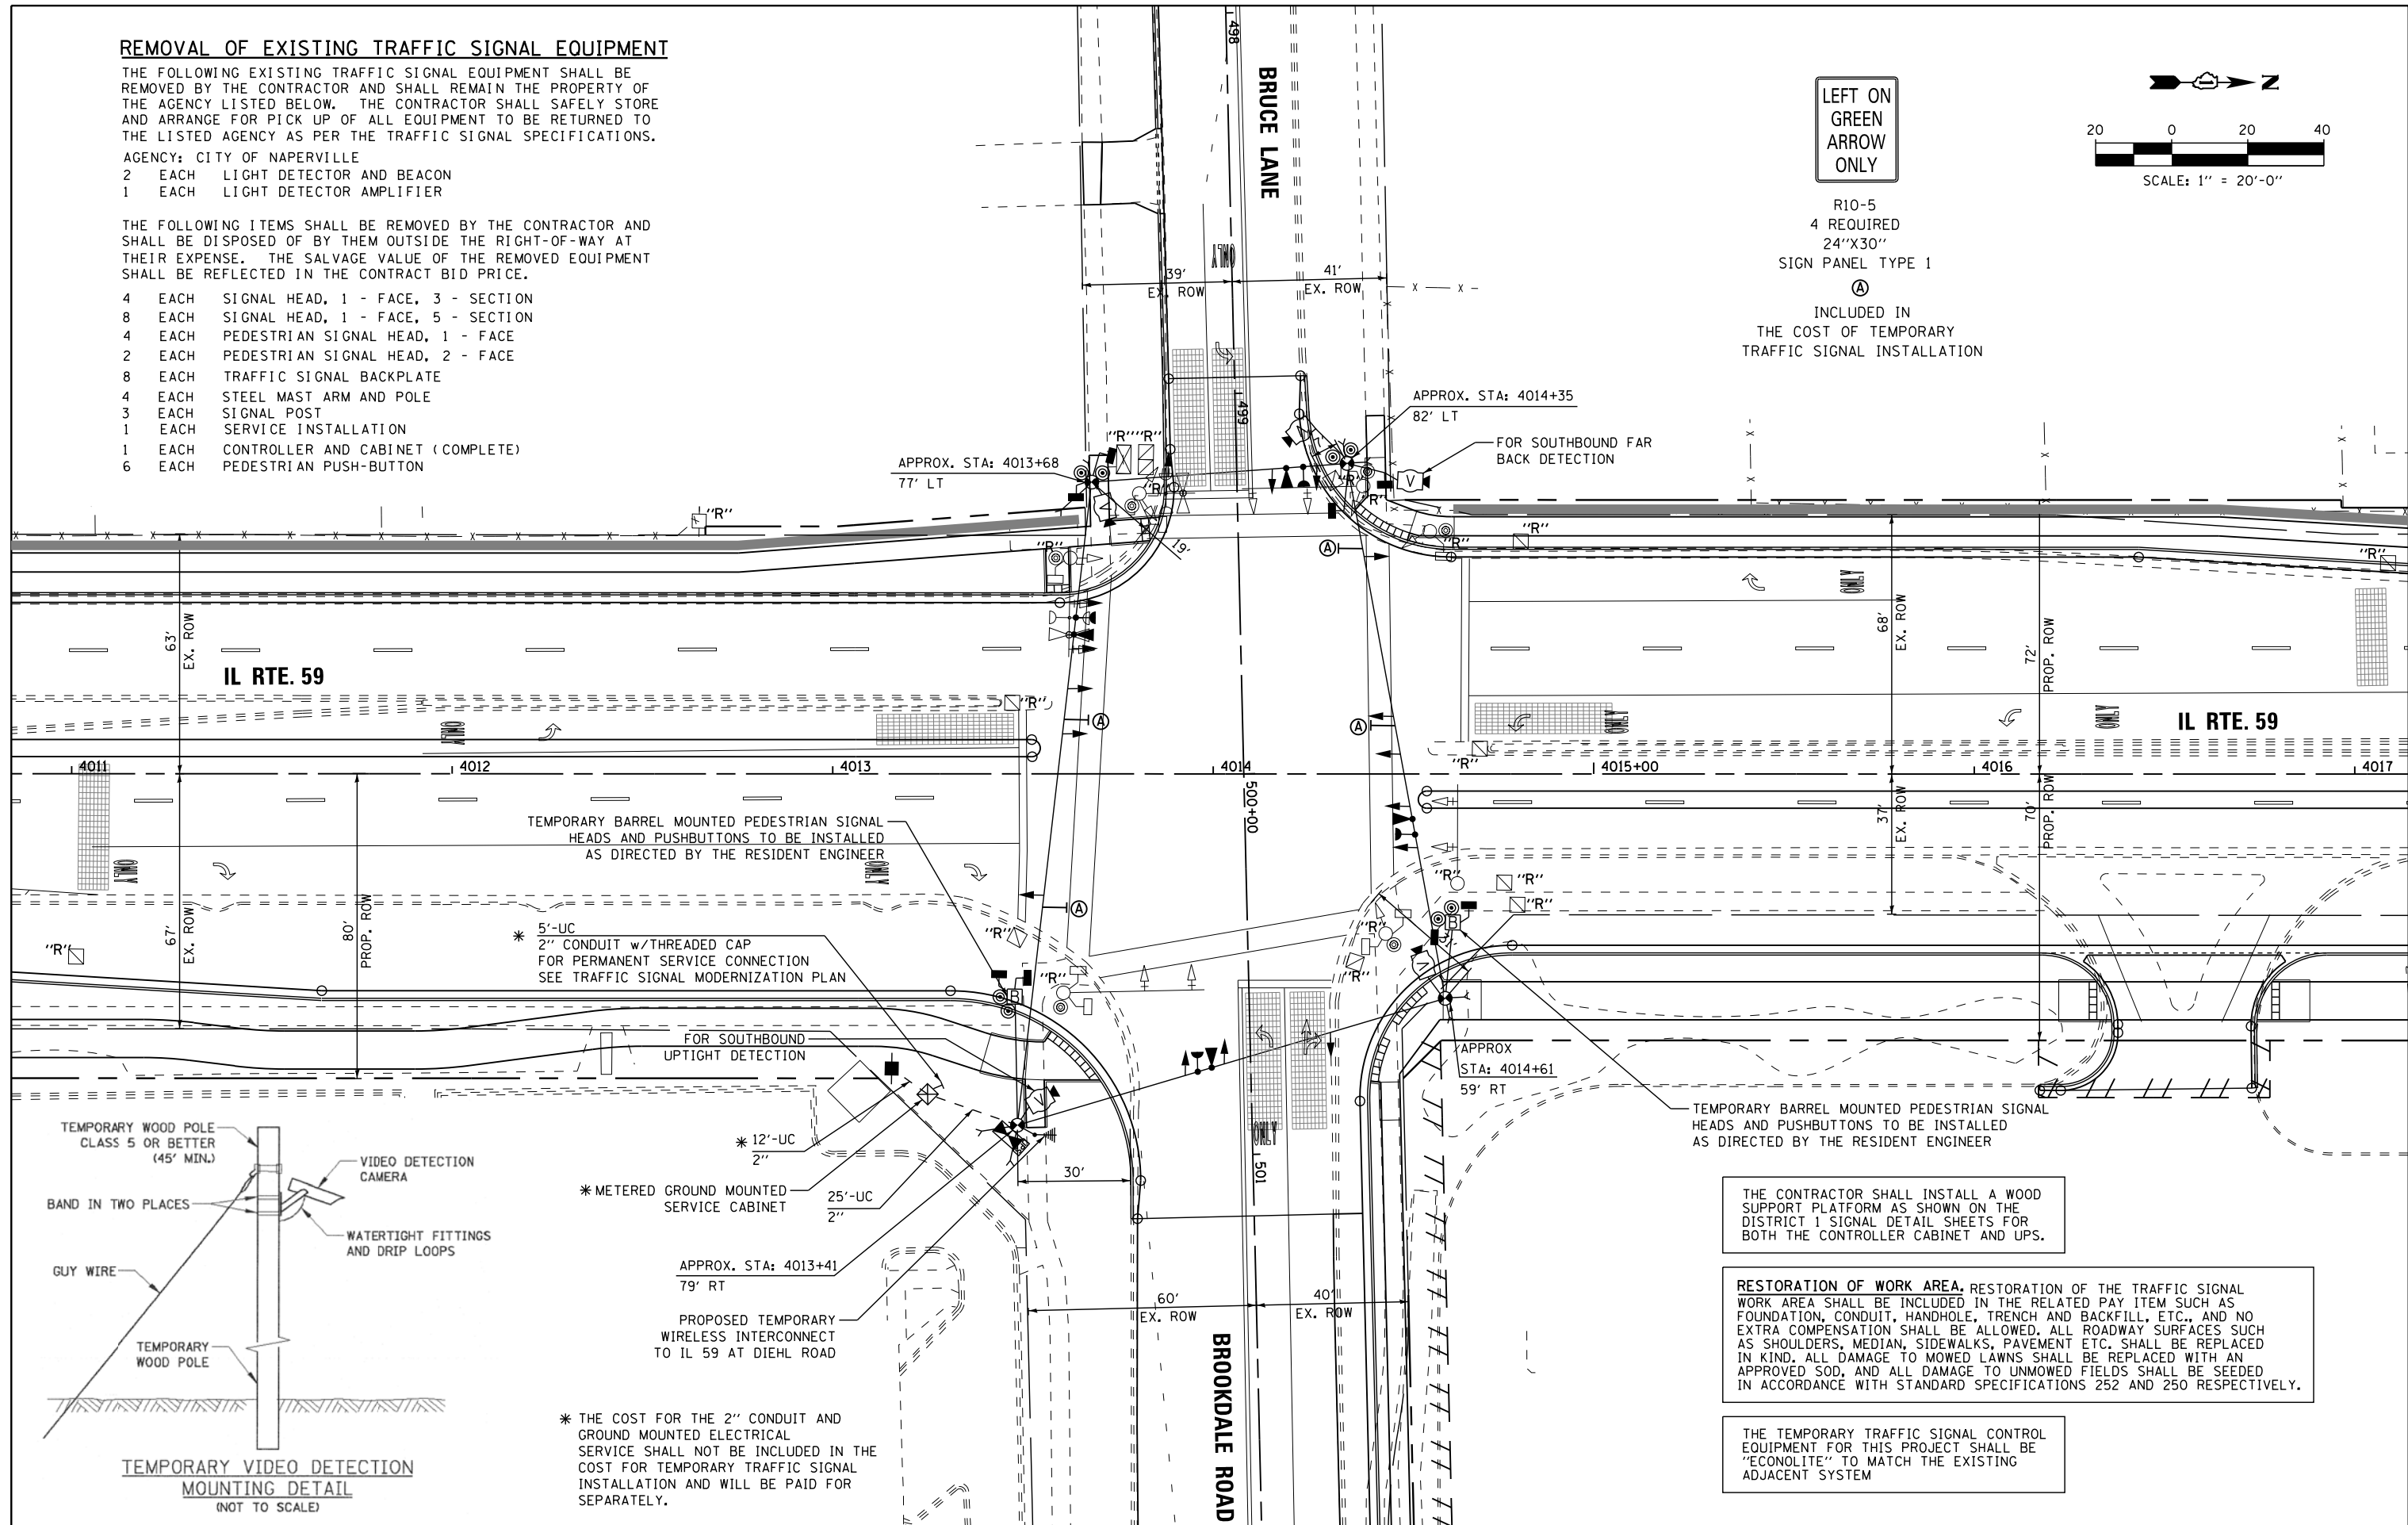 REMOVAL OF EXISTING TRAFFIC SIGNAL EQUIPMENT
THE FOLLOWING EXISTING TRAFFIC SIGNAL EQUIPMENT SHALL BE
REMOVED BY THE CONTRACTOR AND SHALL REMAIN THE PROPERTY OF
THE AGENCY LISTED BELOW. THE CONTRACTOR SHALL SAFELY STORE
AND ARRANGE FOR PICK UP OF ALL EQUIPMENT TO BE RETURNED TO
THE LISTED AGENCY AS PER THE TRAFFIC SIGNAL SPECIFICATIONS.
AGENCY: CITY OF NAPERVILLE
2 EACH LIGHT DETECTOR AND BEACON
1 EACH LIGHT DETECTOR AMPLIFIER
THE FOLLOWING ITEMS SHALL BE REMOVED BY THE CONTRACTOR AND
SHALL BE DISPOSED OF BY THEM OUTSIDE THE RIGHT-OF-WAY AT
THEIR EXPENSE. THE SALVAGE VALUE OF THE REMOVED EQUIPMENT
SHALL BE REFLECTED IN THE CONTRACT BID PRICE.
4 EACH SIGNAL HEAD, 1 - FACE, 3 - SECTION
8 EACH SIGNAL HEAD, 1 - FACE, 5 - SECTION
4 EACH PEDESTRIAN SIGNAL HEAD, 1 - FACE
2 EACH PEDESTRIAN SIGNAL HEAD, 2 - FACE
8 EACH TRAFFIC SIGNAL BACKPLATE
4 EACH STEEL MAST ARM AND POLE
3 EACH SIGNAL POST
1 EACH SERVICE INSTALLATION
1 EACH CONTROLLER AND CABINET (COMPLETE)
6 EACH PEDESTRIAN PUSH-BUTTON
498
BRUCE LANE
ONLY
39'
EX. ROW
41'
EX. ROW
499
LEFT ON
GREEN
ARROW
ONLY
R10-5
4 REQUIRED
24"X30"
SIGN PANEL TYPE 1
A
INCLUDED IN
THE COST OF TEMPORARY
TRAFFIC SIGNAL INSTALLATION
N
20 0 20 40
SCALE: 1" = 20'-0"
APPROX. STA: 4014+35
82' LT
FOR SOUTHBOUND FAR
BACK DETECTION
APPROX. STA: 4013+68
77' LT
"R" "R"
"R"
"R"
"R"
"R"
"R"
"R"
"R"
"R"
V
V
V
19'
A
63'
EX. ROW
IL RTE. 59
"R"
ONLY
A
A
ONLY
68'
EX. ROW
72'
PROP. ROW
ONLY
ONLY
IL RTE. 59
"R"
4011
4012
4013
4014
4015+00
4016
4017
500+00
TEMPORARY BARREL MOUNTED PEDESTRIAN SIGNAL
HEADS AND PUSHBUTTONS TO BE INSTALLED
AS DIRECTED BY THE RESIDENT ENGINEER
ONLY
ONLY
37'
EX. ROW
70'
PROP. ROW
67'
EX. ROW
80'
PROP. ROW
"R"
A
"R"
"R"
"R"
"R"
"R"
"R"
"R"
B
B
V
V
✳ 5'-UC
2" CONDUIT w/THREADED CAP
FOR PERMANENT SERVICE CONNECTION
SEE TRAFFIC SIGNAL MODERNIZATION PLAN
FOR SOUTHBOUND
UPTIGHT DETECTION
APPROX
STA: 4014+61
59' RT
TEMPORARY BARREL MOUNTED PEDESTRIAN SIGNAL
HEADS AND PUSHBUTTONS TO BE INSTALLED
AS DIRECTED BY THE RESIDENT ENGINEER
✳ 12'-UC
2"
✳ METERED GROUND MOUNTED
SERVICE CABINET
25'-UC
2"
30'
ONLY
501
APPROX. STA: 4013+41
79' RT
PROPOSED TEMPORARY
WIRELESS INTERCONNECT
TO IL 59 AT DIEHL ROAD
60'
EX. ROW
40'
EX. ROW
BROOKDALE ROAD
TEMPORARY WOOD POLE
CLASS 5 OR BETTER
(45' MIN.)
VIDEO DETECTION
CAMERA
BAND IN TWO PLACES
WATERTIGHT FITTINGS
AND DRIP LOOPS
GUY WIRE
TEMPORARY
WOOD POLE
TEMPORARY VIDEO DETECTION
MOUNTING DETAIL
(NOT TO SCALE)
✳ THE COST FOR THE 2" CONDUIT AND
GROUND MOUNTED ELECTRICAL
SERVICE SHALL NOT BE INCLUDED IN THE
COST FOR TEMPORARY TRAFFIC SIGNAL
INSTALLATION AND WILL BE PAID FOR
SEPARATELY.
THE CONTRACTOR SHALL INSTALL A WOOD
SUPPORT PLATFORM AS SHOWN ON THE
DISTRICT 1 SIGNAL DETAIL SHEETS FOR
BOTH THE CONTROLLER CABINET AND UPS.
RESTORATION OF WORK AREA. RESTORATION OF THE TRAFFIC SIGNAL
WORK AREA SHALL BE INCLUDED IN THE RELATED PAY ITEM SUCH AS
FOUNDATION, CONDUIT, HANDHOLE, TRENCH AND BACKFILL, ETC., AND NO
EXTRA COMPENSATION SHALL BE ALLOWED. ALL ROADWAY SURFACES SUCH
AS SHOULDERS, MEDIAN, SIDEWALKS, PAVEMENT ETC. SHALL BE REPLACED
IN KIND. ALL DAMAGE TO MOWED LAWNS SHALL BE REPLACED WITH AN
APPROVED SOD, AND ALL DAMAGE TO UNMOWED FIELDS SHALL BE SEEDED
IN ACCORDANCE WITH STANDARD SPECIFICATIONS 252 AND 250 RESPECTIVELY.
THE TEMPORARY TRAFFIC SIGNAL CONTROL
EQUIPMENT FOR THIS PROJECT SHALL BE
"ECONOLITE" TO MATCH THE EXISTING
ADJACENT SYSTEM